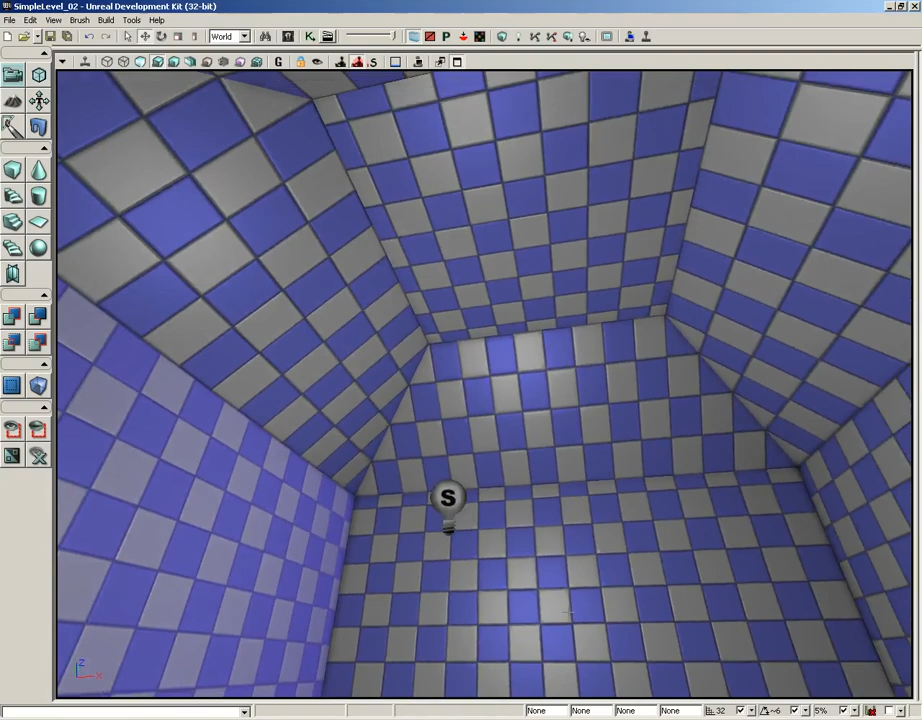 SimpleLevel_02 - Unreal Development Kit (32-bit)
File Edit View Brush Build Tools Help
World
P
K
G
S
S
Z
X
None None None None 32 ~6 5%